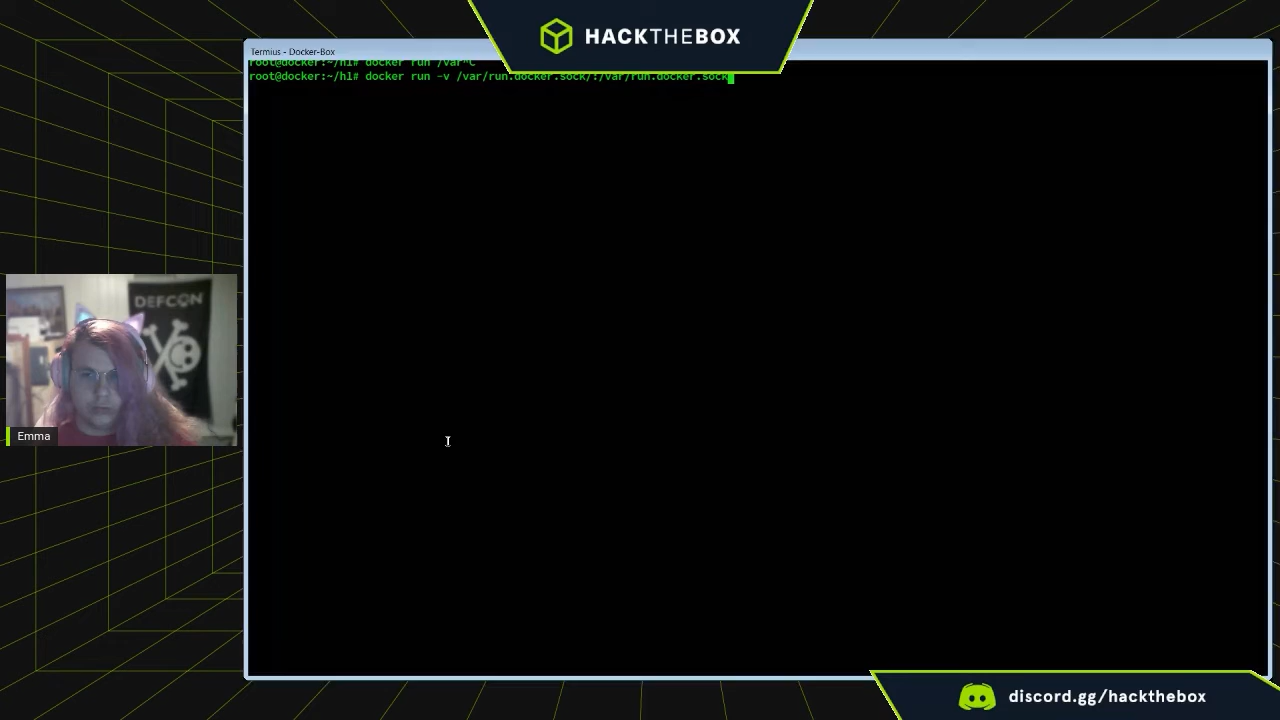 HACKTHEBOX
Termius - Docker-Box
root@docker:~/h1# docker run /var^C
root@docker:~/h1# docker run -v /var/run.docker.sock/:/var/run.docker.sock
DEFCON
Emma
discord.gg/hackthebox